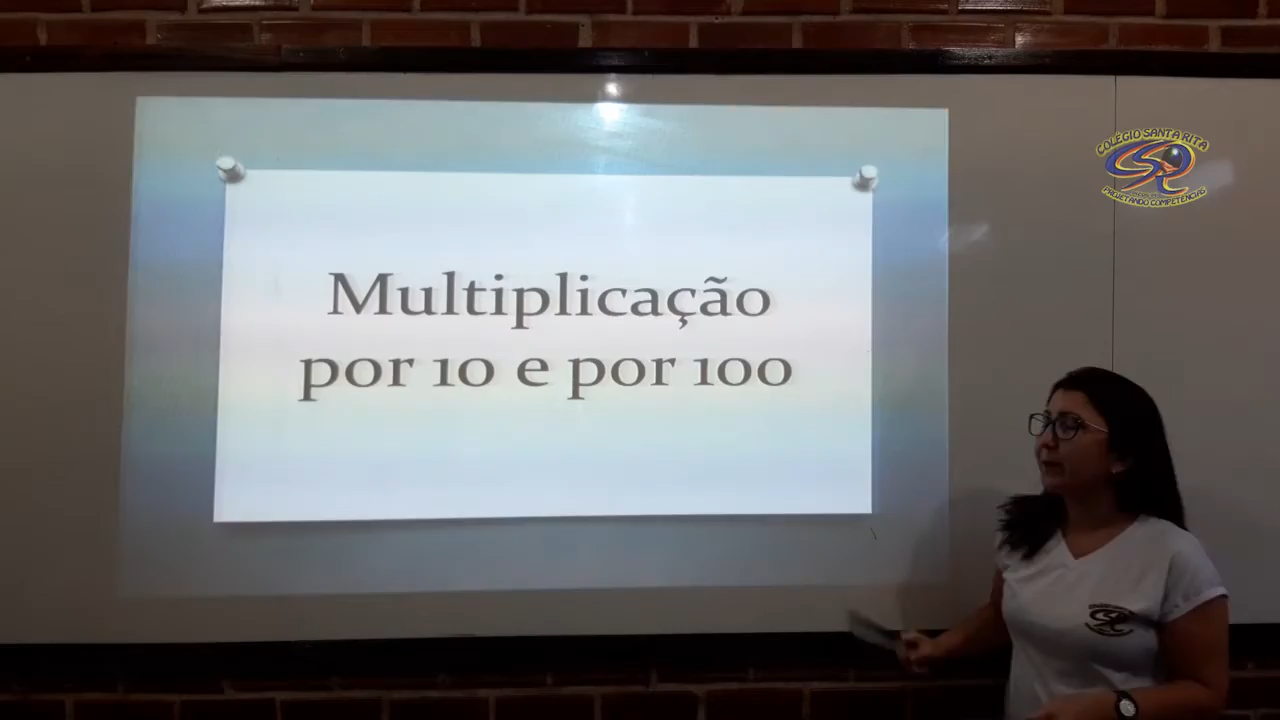 COLÉGIO SANTA RITA
PROJETANDO COMPETÊNCIAS
Multiplicação
por 10 e por 100